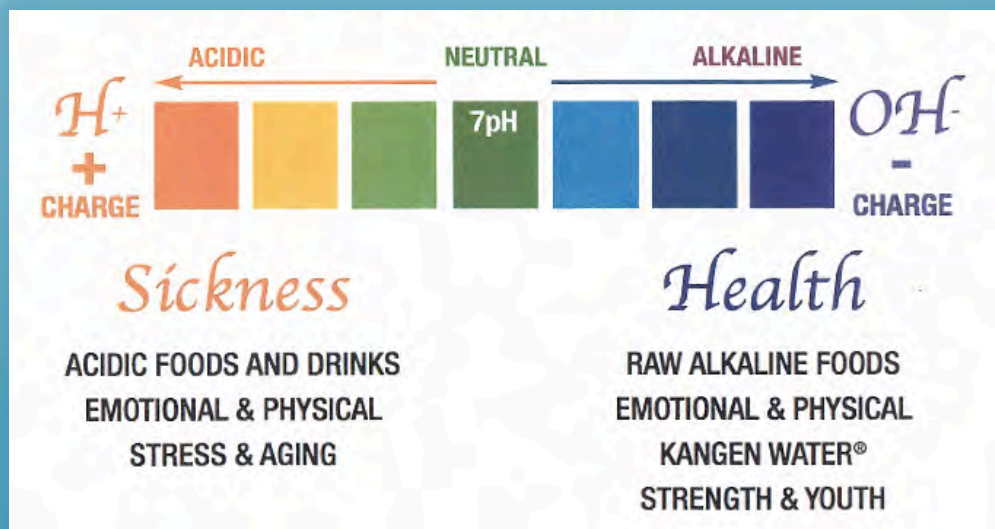 ACIDIC NEUTRAL ALKALINE
H+ 7pH OH-
+ -
CHARGE CHARGE
Sickness
ACIDIC FOODS AND DRINKS
EMOTIONAL & PHYSICAL
STRESS & AGING
Health
RAW ALKALINE FOODS
EMOTIONAL & PHYSICAL
KANGEN WATER®
STRENGTH & YOUTH